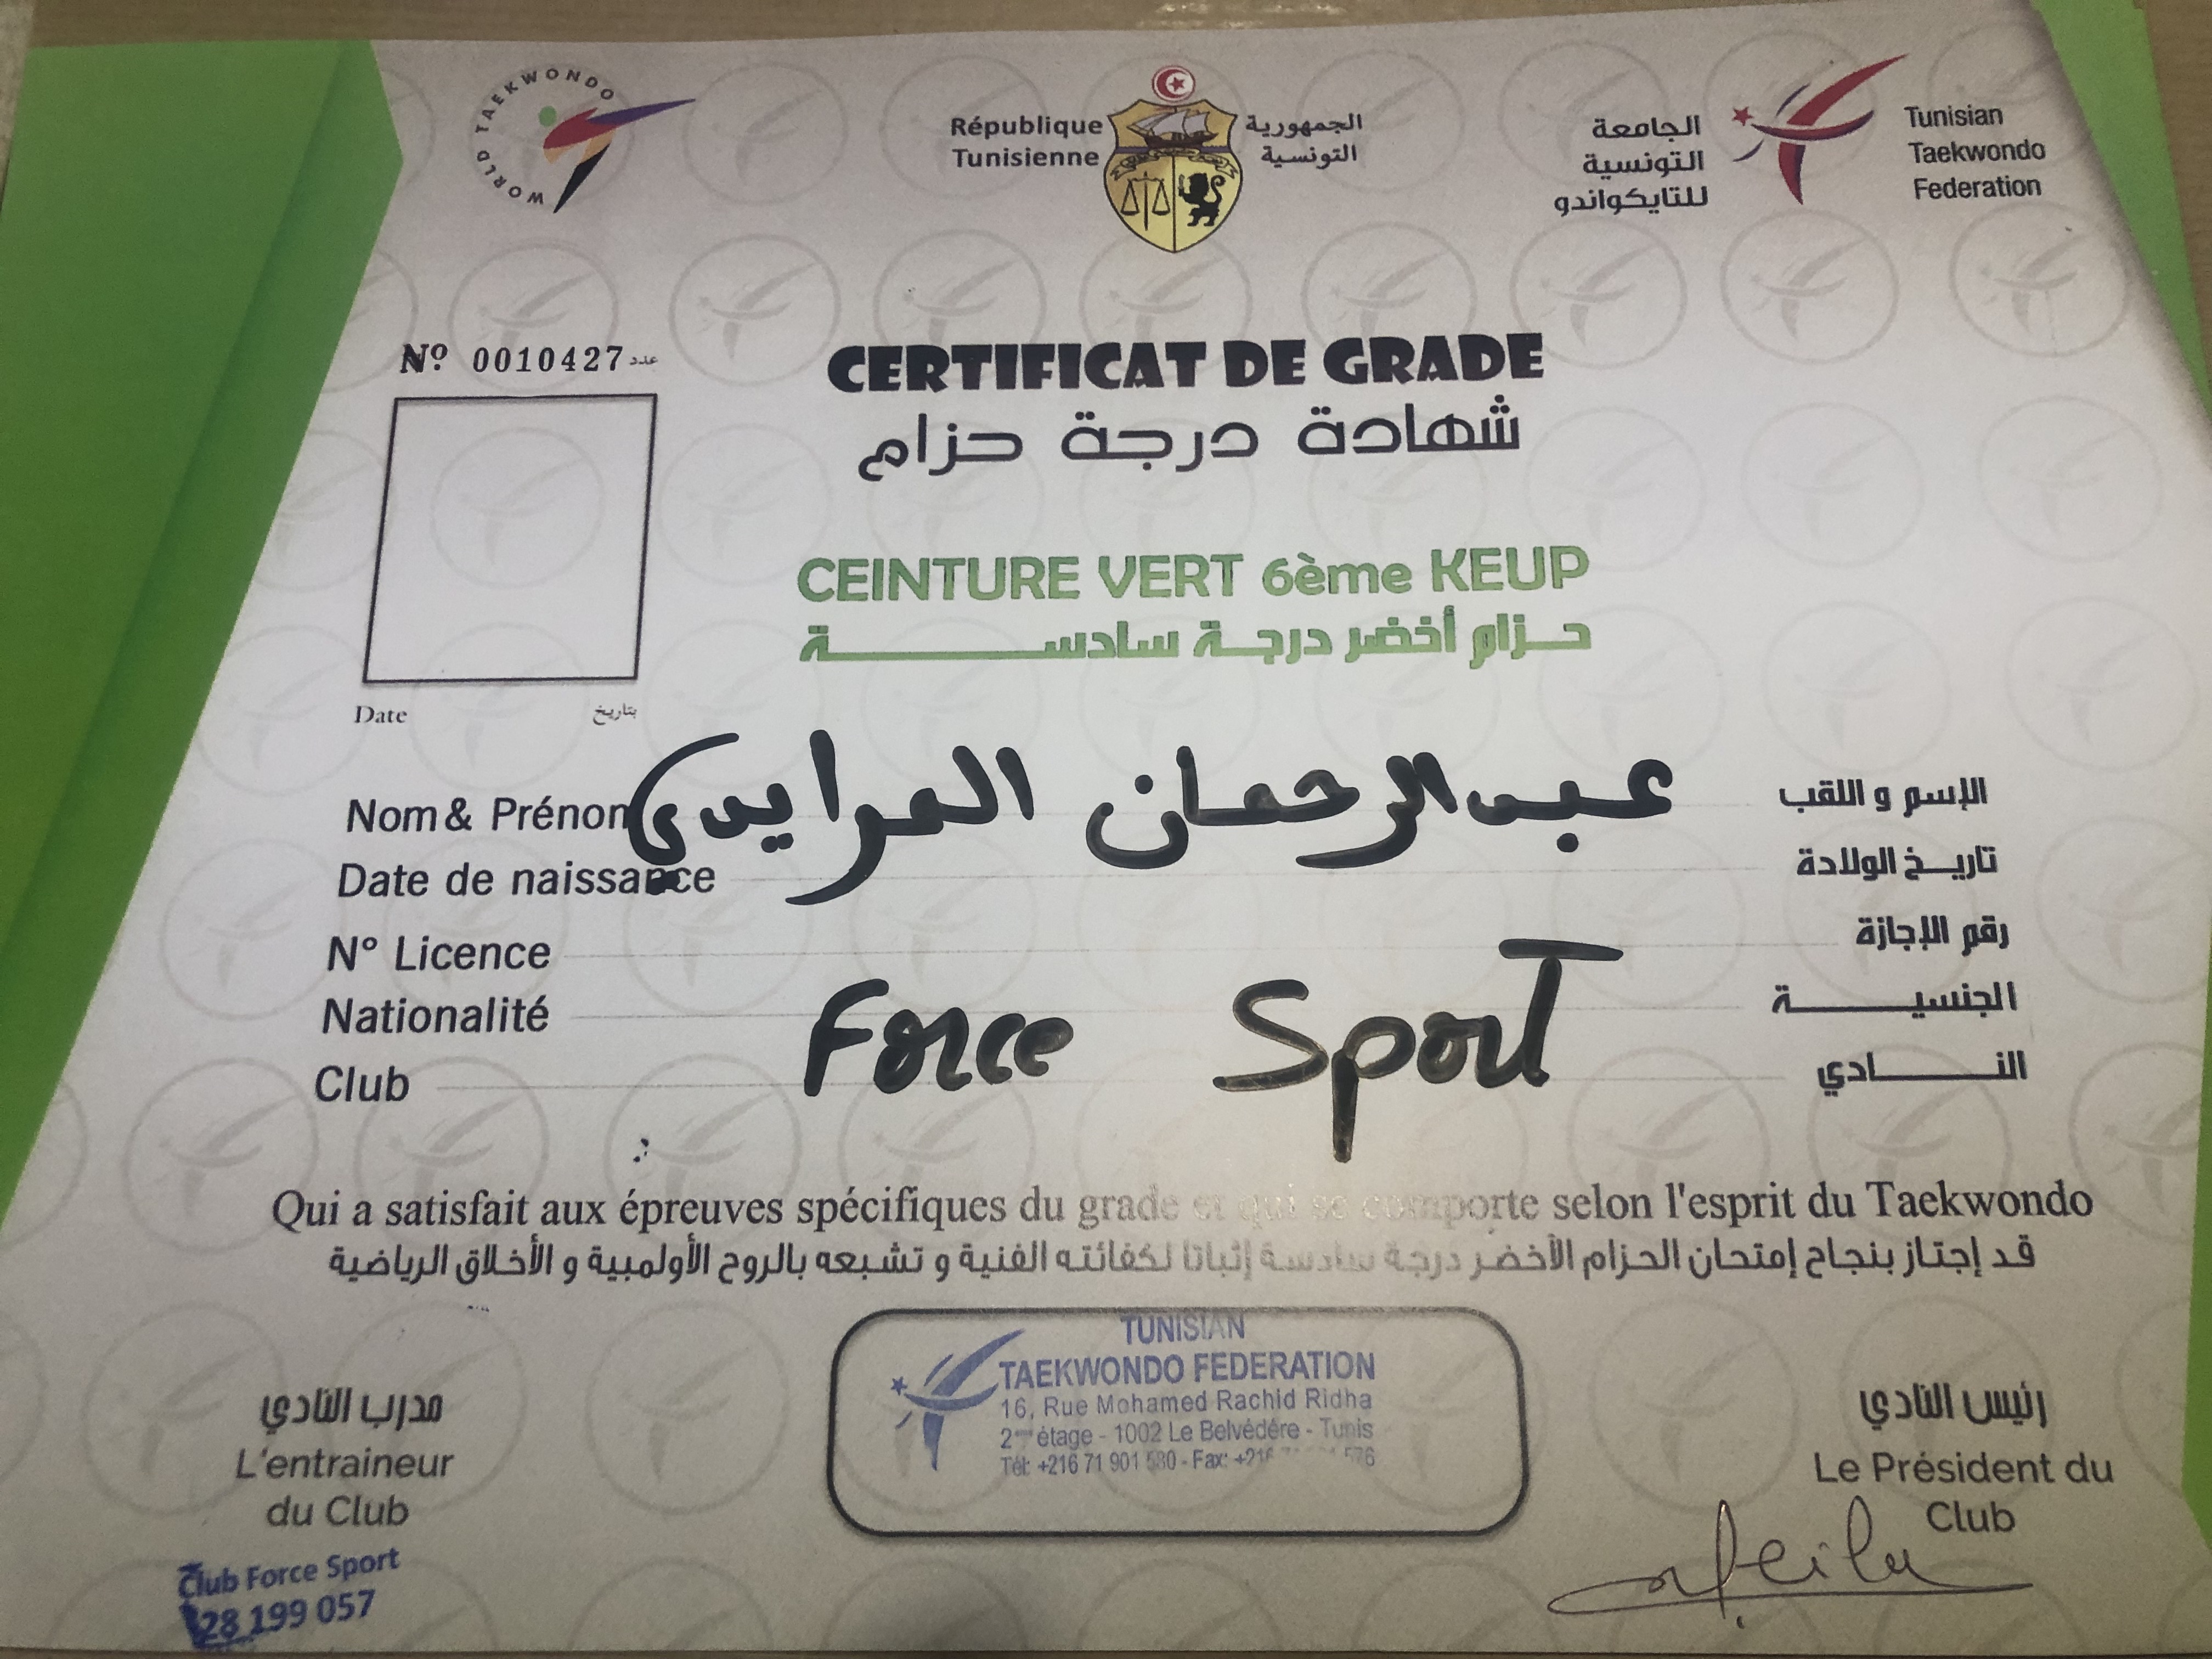 WORLD TAEKWONDO
République Tunisienne
الجمهورية التونسية
الجامعة التونسية للتايكواندو
Tunisian Taekwondo Federation
Nº 0010427 عدد
CERTIFICAT DE GRADE
شهادة درجة حزام
CEINTURE VERT 6ème KEUP
حزام أخضر درجة سادسة
Date بتاريخ
Nom & Prénom عبد الرحمان العرايدي الإسم و اللقب
Date de naissance تاريخ الولادة
N° Licence رقم الإجازة
Nationalité الجنسية
Club Force Sport النادي
Qui a satisfait aux épreuves spécifiques du grade et qui se comporte selon l'esprit du Taekwondo
قد إجتاز بنجاح إمتحان الحزام الأخضر درجة سادسة إثباتا لكفائته الفنية و تشبعه بالروح الأولمبية و الأخلاق الرياضية
مدرب النادي
L'entraineur
du Club
Club Force Sport
28 199 057
TUNISIAN
TAEKWONDO FEDERATION
16, Rue Mohamed Rachid Ridha
étage - 1002 Le Belvédére - Tunis
Tél: +216 71 901 - Fax: 576
رئيس النادي
Le Président du
Club